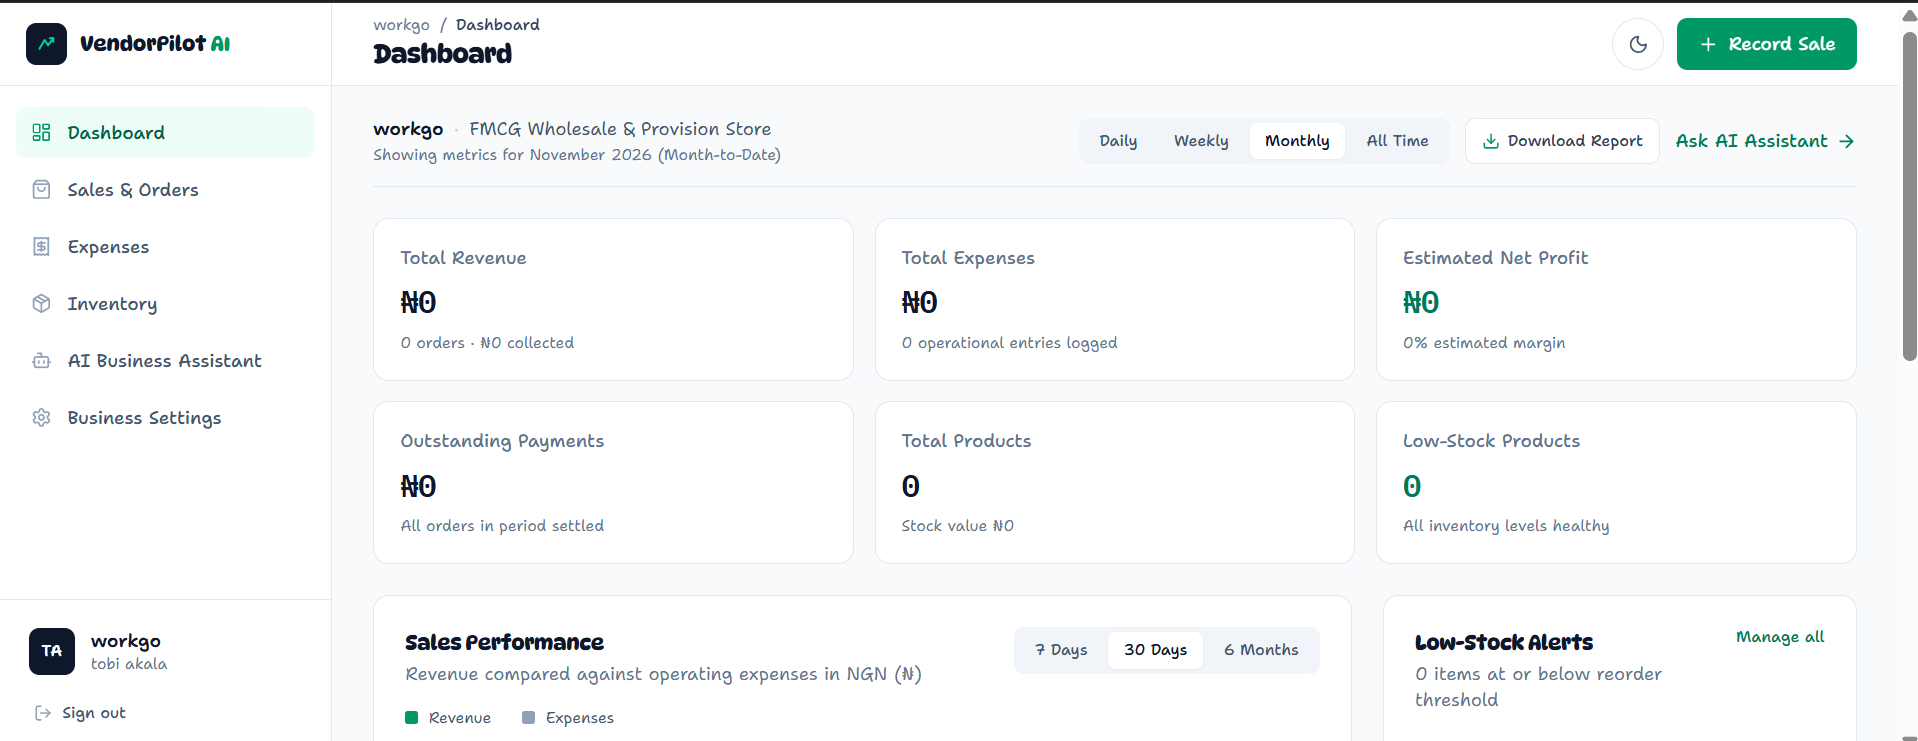 VendorPilot AI
Dashboard
Sales & Orders
Expenses
Inventory
AI Business Assistant
Business Settings
TA
workgo
tobi akala
Sign out
workgo / Dashboard
Dashboard
+ Record Sale
workgo · FMCG Wholesale & Provision Store
Showing metrics for November 2026 (Month-to-Date)
Daily Weekly Monthly All Time
Download Report
Ask AI Assistant →
Total Revenue
₦0
0 orders · ₦0 collected
Total Expenses
₦0
0 operational entries logged
Estimated Net Profit
₦0
0% estimated margin
Outstanding Payments
₦0
All orders in period settled
Total Products
0
Stock value ₦0
Low-Stock Products
0
All inventory levels healthy
Sales Performance
Revenue compared against operating expenses in NGN (₦)
7 Days 30 Days 6 Months
Revenue Expenses
Low-Stock Alerts
Manage all
0 items at or below reorder
threshold